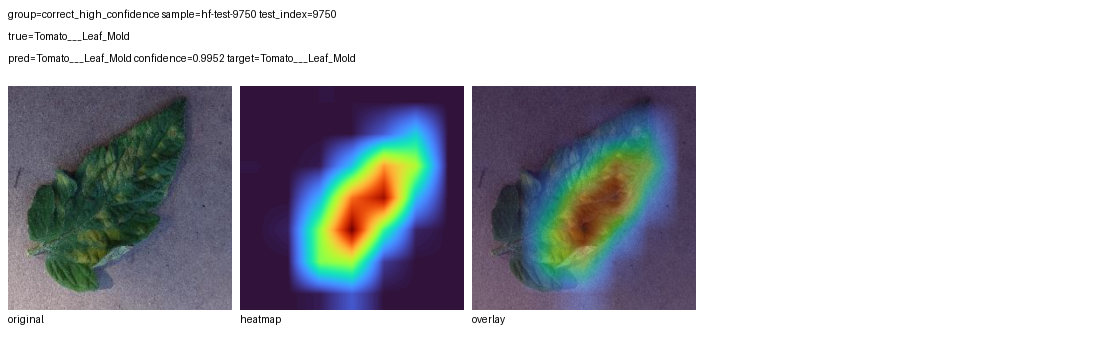 group=correct_high_confidence sample=hf-test-9750 test_index=9750
true=Tomato___Leaf_Mold
pred=Tomato___Leaf_Mold confidence=0.9952 target=Tomato___Leaf_Mold
original
heatmap
overlay